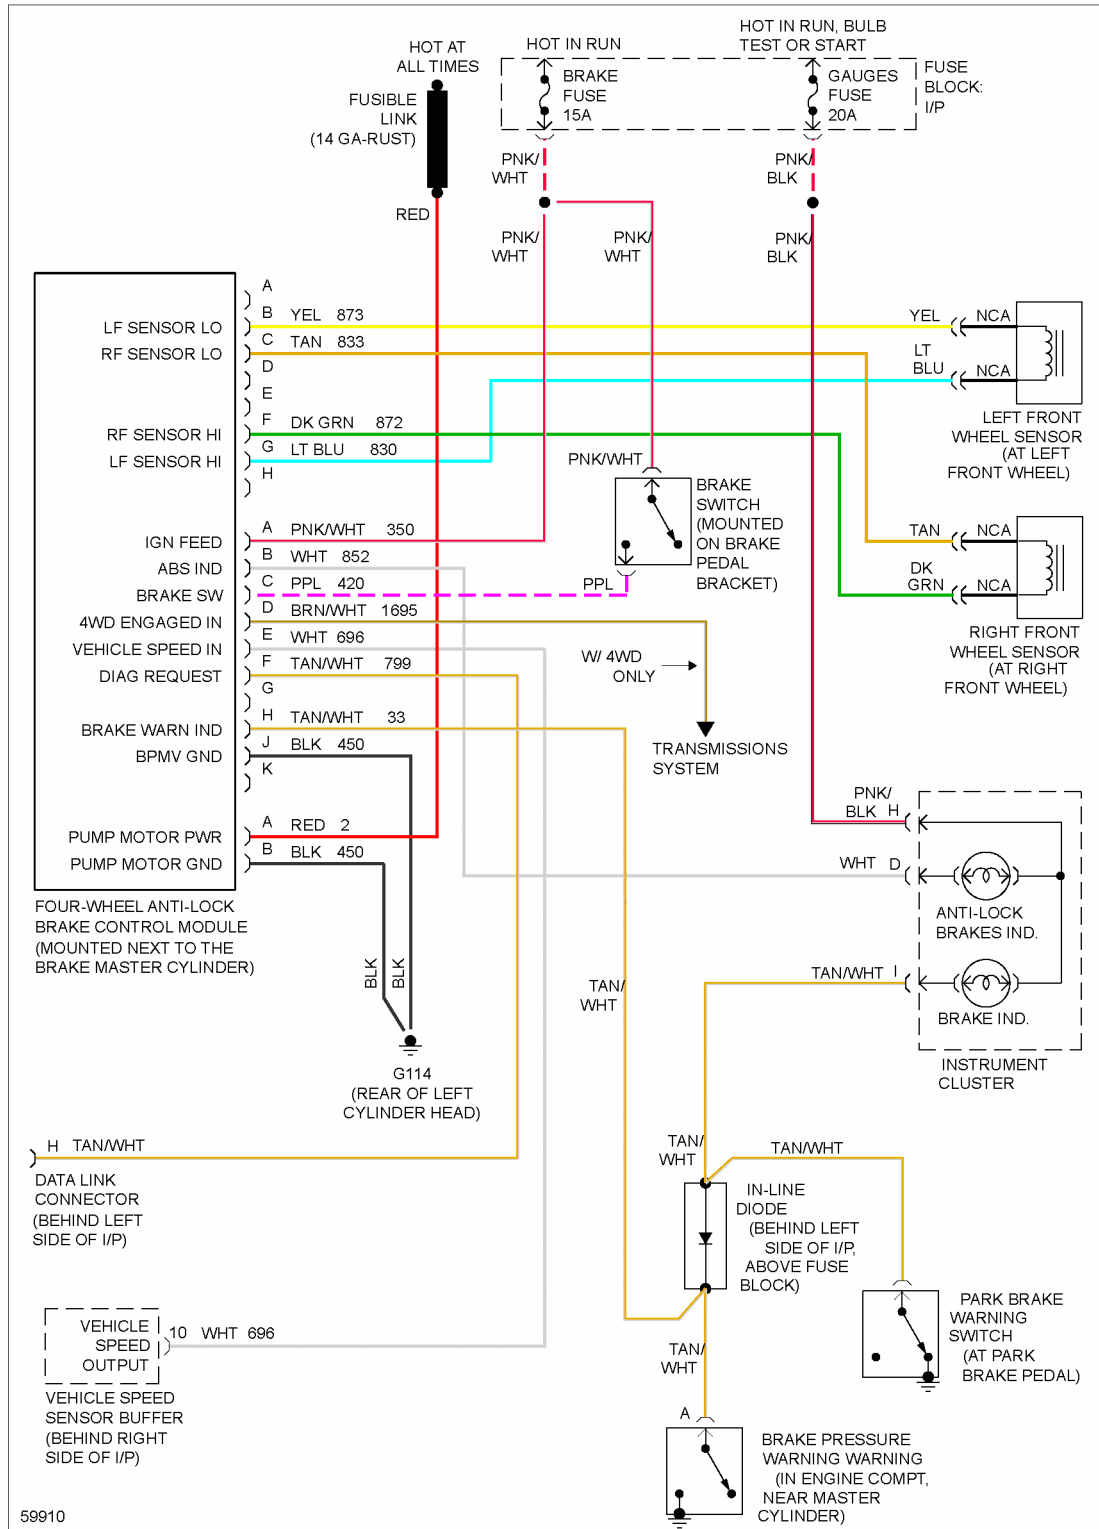 HOT AT
ALL TIMES
HOT IN RUN
HOT IN RUN, BULB
TEST OR START
FUSIBLE
LINK
(14 GA-RUST)
BRAKE
FUSE
15A
GAUGES
FUSE
20A
FUSE
BLOCK:
I/P
PNK/
WHT
PNK/
BLK
RED
PNK/
WHT
PNK/
WHT
PNK/
BLK
A
LF SENSOR LO B YEL 873
RF SENSOR LO C TAN 833
D
E
RF SENSOR HI F DK GRN 872
LF SENSOR HI G LT BLU 830
H
YEL NCA
LT
BLU NCA
LEFT FRONT
WHEEL SENSOR
(AT LEFT
FRONT WHEEL)
PNK/WHT
BRAKE
SWITCH
(MOUNTED
ON BRAKE
PEDAL
BRACKET)
PPL
TAN NCA
DK
GRN NCA
RIGHT FRONT
WHEEL SENSOR
(AT RIGHT
FRONT WHEEL)
IGN FEED A PNK/WHT 350
ABS IND B WHT 852
BRAKE SW C PPL 420
4WD ENGAGED IN D BRN/WHT 1695
VEHICLE SPEED IN E WHT 696
DIAG REQUEST F TAN/WHT 799
G
BRAKE WARN IND H TAN/WHT 33
BPMV GND J BLK 450
K
PUMP MOTOR PWR A RED 2
PUMP MOTOR GND B BLK 450
W/ 4WD
ONLY
TRANSMISSIONS
SYSTEM
FOUR-WHEEL ANTI-LOCK
BRAKE CONTROL MODULE
(MOUNTED NEXT TO THE
BRAKE MASTER CYLINDER)
BLK
BLK
G114
(REAR OF LEFT
CYLINDER HEAD)
PNK/
BLK H
WHT D
ANTI-LOCK
BRAKES IND.
TAN/WHT I
BRAKE IND.
INSTRUMENT
CLUSTER
TAN/
WHT
H TAN/WHT
DATA LINK
CONNECTOR
(BEHIND LEFT
SIDE OF I/P)
TAN/
WHT
TAN/WHT
IN-LINE
DIODE
(BEHIND LEFT
SIDE OF I/P,
ABOVE FUSE
BLOCK)
PARK BRAKE
WARNING
SWITCH
(AT PARK
BRAKE PEDAL)
VEHICLE
SPEED
OUTPUT
10 WHT 696
VEHICLE SPEED
SENSOR BUFFER
(BEHIND RIGHT
SIDE OF I/P)
TAN/
WHT
A
BRAKE PRESSURE
WARNING WARNING
(IN ENGINE COMPT,
NEAR MASTER
CYLINDER)
59910